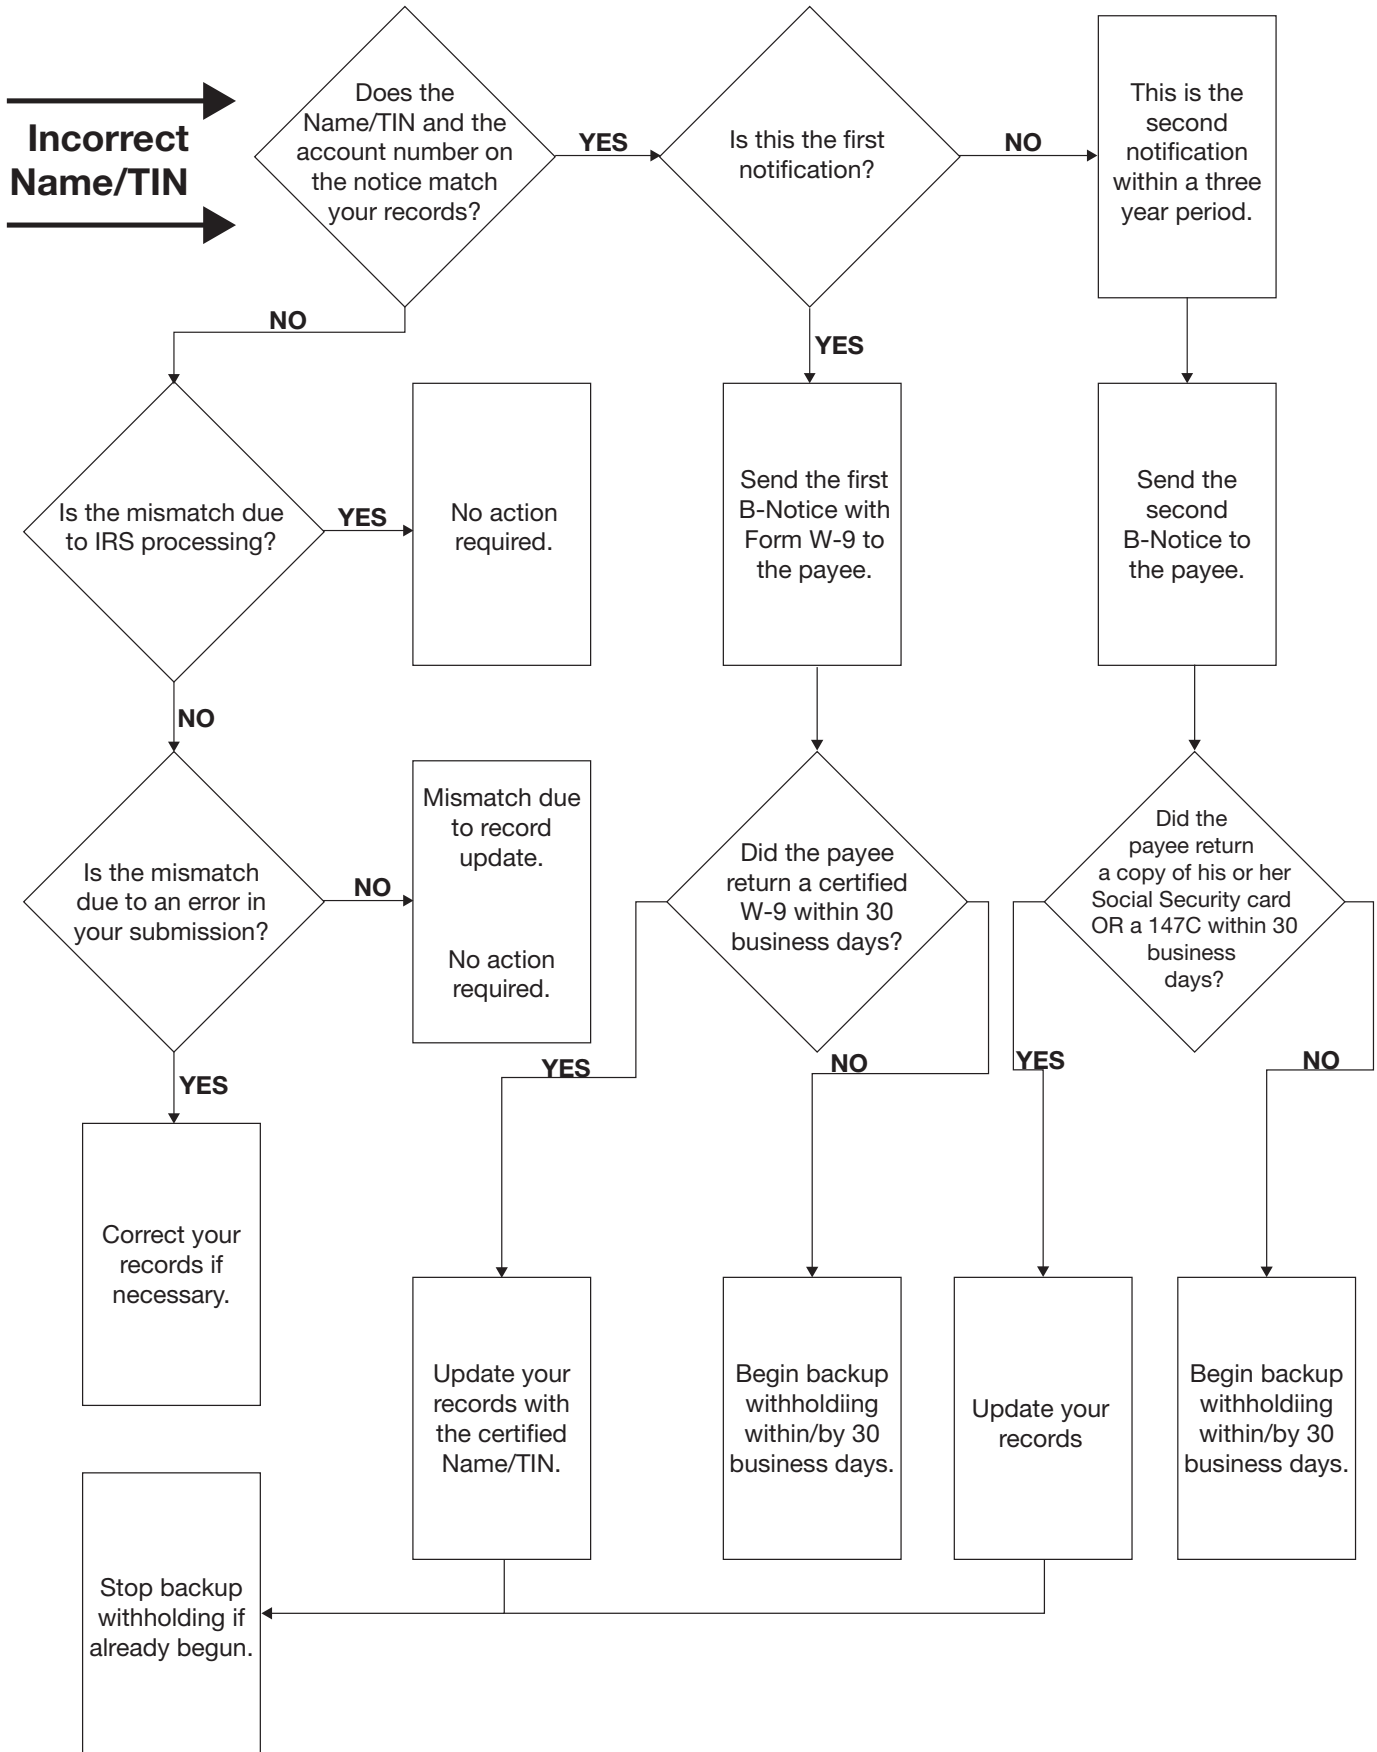 Incorrect
Name/TIN
Does the
Name/TIN and the
account number on
the notice match
your records?
YES
Is this the first
notification?
NO
This is the
second
notification
within a three
year period.
NO
YES
Is the mismatch due
to IRS processing?
YES
No action
required.
Send the first
B-Notice with
Form W-9 to
the payee.
Send the
second
B-Notice to
the payee.
NO
Is the mismatch
due to an error in
your submission?
NO
Mismatch due
to record
update.
No action
required.
Did the payee
return a certified
W-9 within 30
business days?
Did the
payee return
a copy of his or her
Social Security card
OR a 147C within 30
business
days?
YES
YES
NO
YES
NO
Correct your
records if
necessary.
Update your
records with
the certified
Name/TIN.
Begin backup
withholdiing
within/by 30
business days.
Update your
records
Begin backup
withholdiing
within/by 30
business days.
Stop backup
withholding if
already begun.